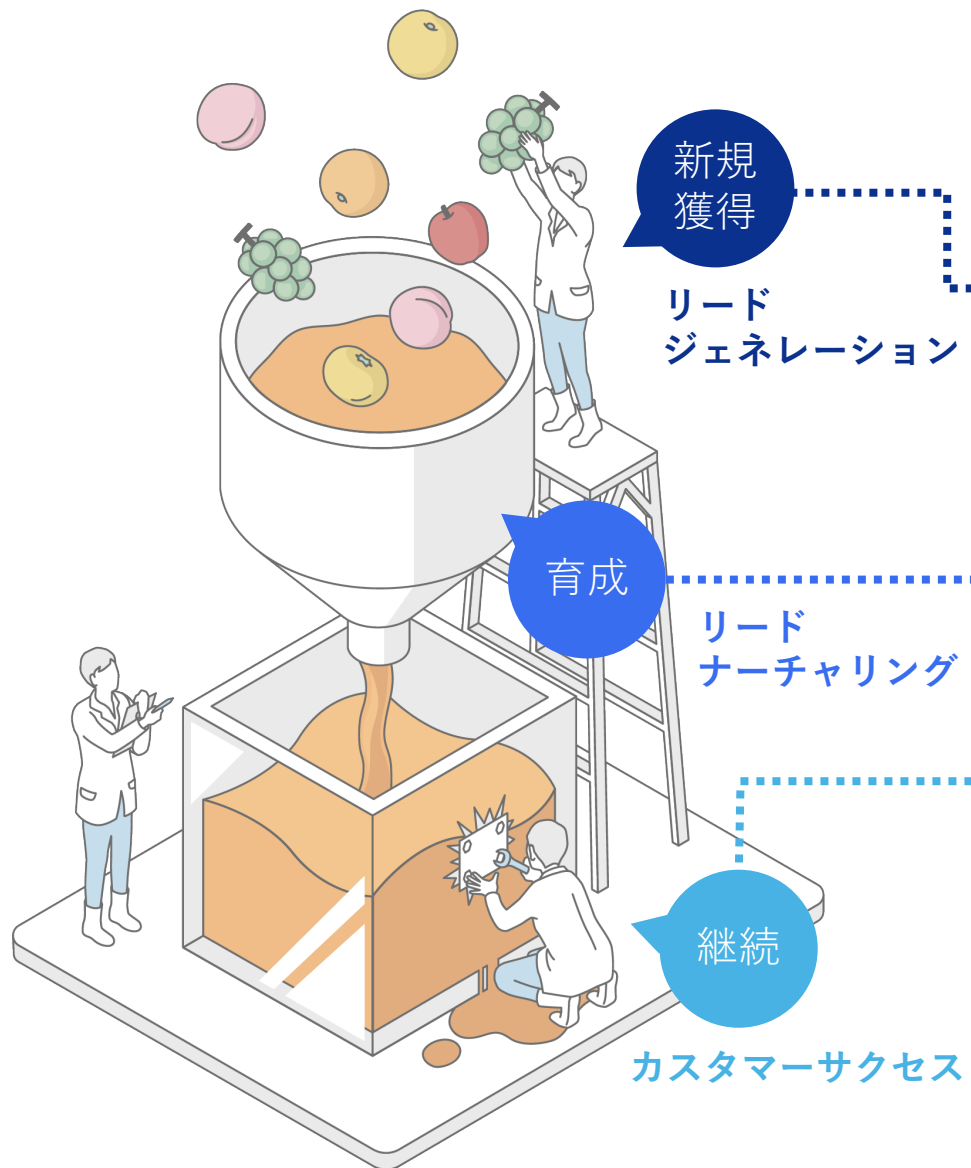 新規
獲得
リード
ジェネレーション
育成
リード
ナーチャリング
継続
カスタマーサクセス